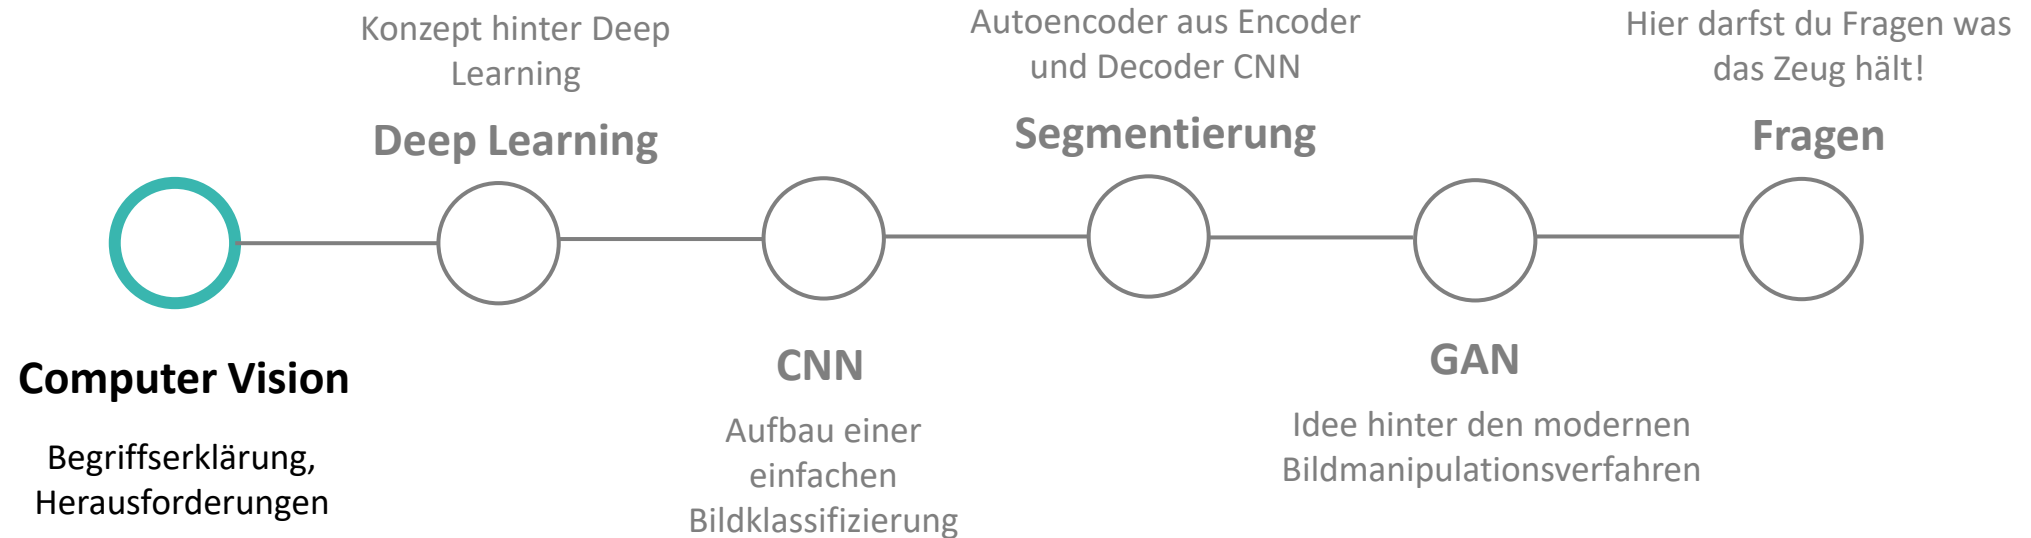 Konzept hinter Deep
Learning
Deep Learning
Autoencoder aus Encoder
und Decoder CNN
Segmentierung
Hier darfst du Fragen was
das Zeug hält!
Fragen
Computer Vision
Begriffserklärung,
Herausforderungen
CNN
Aufbau einer
einfachen
Bildklassifizierung
GAN
Idee hinter den modernen
Bildmanipulationsverfahren